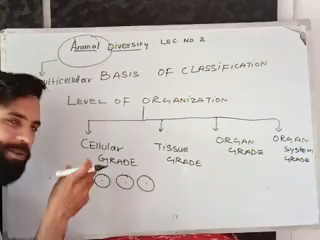 Animal Diversity LEC NO 2
Multicellular BASIS OF CLASSIFICATION
LEVEL OF ORGANIZATION
Cellular GRADE
Tissue GRADE
ORGAN GRADE
ORGAN System GRADE